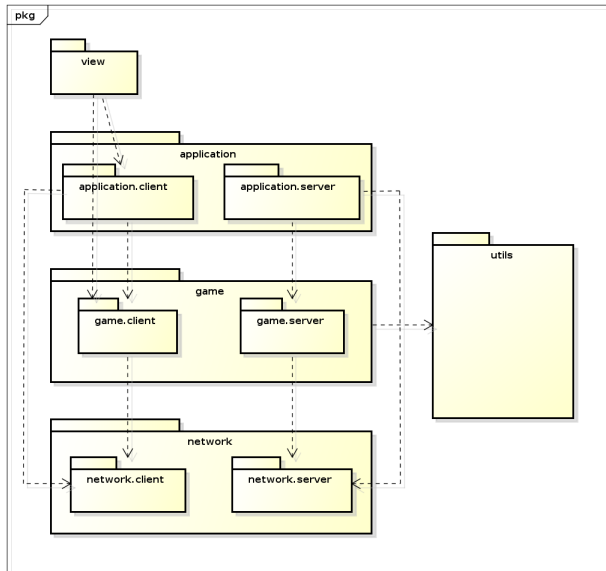 pkg
view
application
application.client
application.server
utils
game
game.client
game.server
network
network.client
network.server